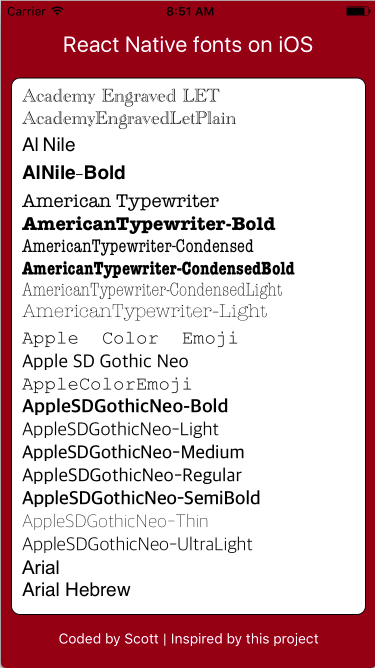 Carrier 8:51 AM
React Native fonts on iOS
Academy Engraved LET
AcademyEngravedLetPlain
Al Nile
AlNile-Bold
American Typewriter
AmericanTypewriter-Bold
AmericanTypewriter-Condensed
AmericanTypewriter-CondensedBold
AmericanTypewriter-CondensedLight
AmericanTypewriter-Light
Apple Color Emoji
Apple SD Gothic Neo
AppleColorEmoji
AppleSDGothicNeo-Bold
AppleSDGothicNeo-Light
AppleSDGothicNeo-Medium
AppleSDGothicNeo-Regular
AppleSDGothicNeo-SemiBold
AppleSDGothicNeo-Thin
AppleSDGothicNeo-UltraLight
Arial
Arial Hebrew
Coded by Scott | Inspired by this project